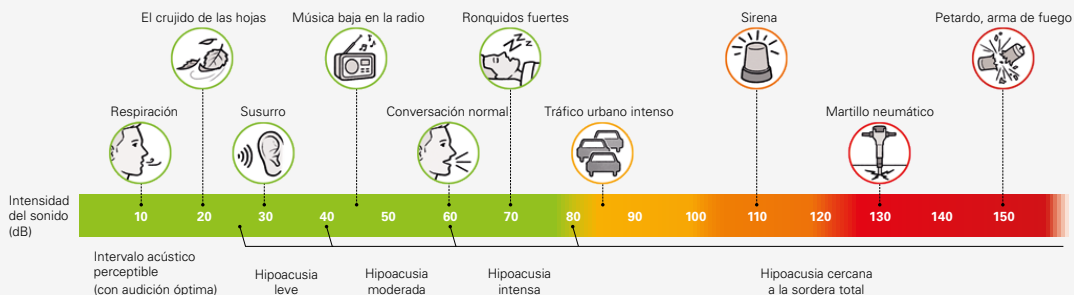 El crujido de las hojas
Música baja en la radio
Ronquidos fuertes
Sirena
Petardo, arma de fuego
Respiración
Susurro
Conversación normal
Tráfico urbano intenso
Martillo neumático
zzz
Intensidad
del sonido
(dB)
10 20 30 40 50 60 70 80 90 100 110 120 130 140 150
Intervalo acústico
perceptible
(con audición óptima)
Hipoacusia
leve
Hipoacusia
moderada
Hipoacusia
intensa
Hipoacusia cercana
a la sordera total